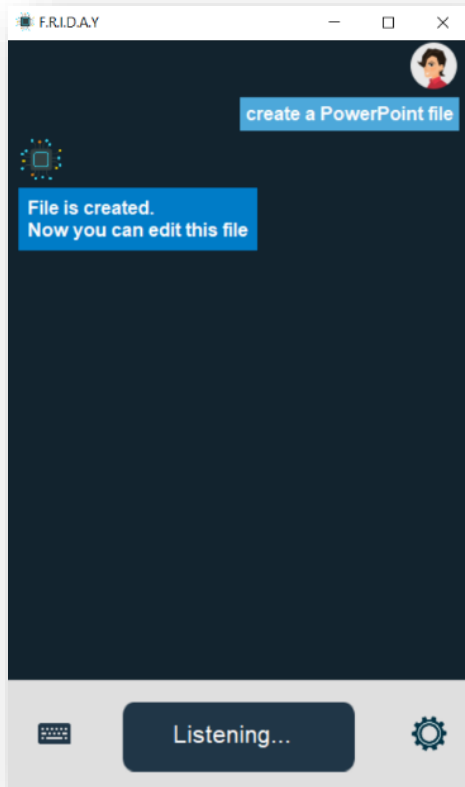 F.R.I.D.A.Y
create a PowerPoint file
File is created.
Now you can edit this file
Listening...